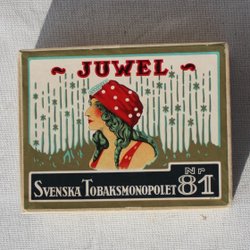 ~ JUWEL ~
Nr
SVENSKA TOBAKSMONOPOLET 81